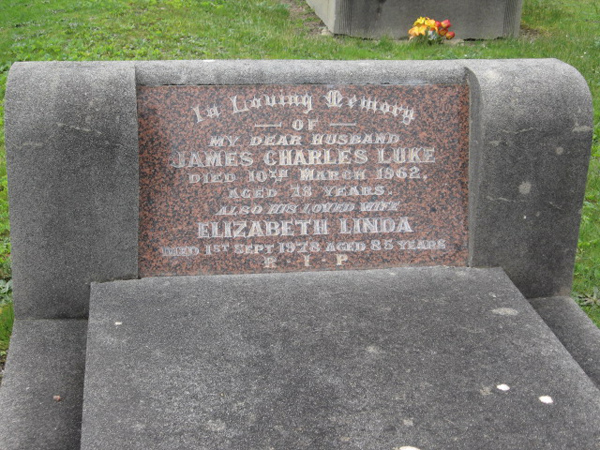 In Loving Memory
— OF —
MY DEAR HUSBAND
JAMES CHARLES LUKE
DIED 10TH MARCH 1962.
AGED 78 YEARS.
ALSO HIS LOVED WIFE
ELIZABETH LINDA
DIED 1ST SEPT 1978 AGED 85 YEARS
R · I · P